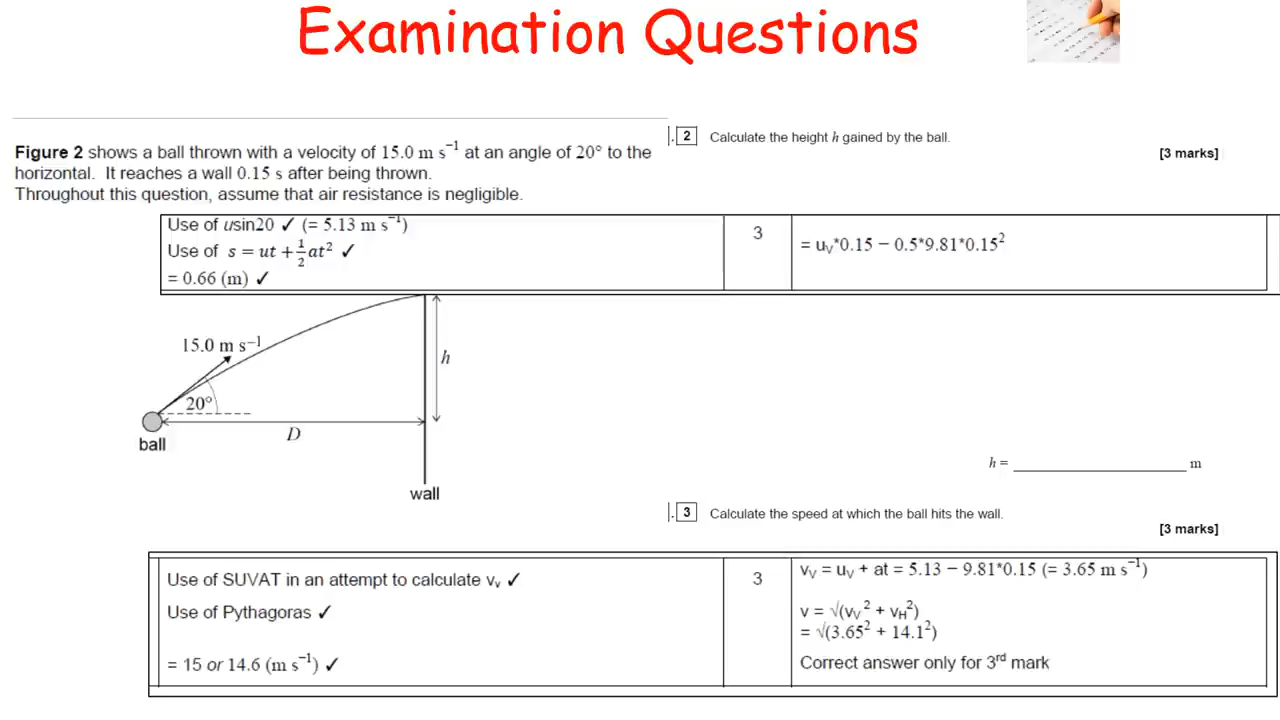 Examination Questions
|.2 Calculate the height h gained by the ball.
[3 marks]
Figure 2 shows a ball thrown with a velocity of 15.0 m s⁻¹ at an angle of 20° to the
horizontal. It reaches a wall 0.15 s after being thrown.
Throughout this question, assume that air resistance is negligible.
Use of usin20 ✓ (= 5.13 m s⁻¹)
Use of s = ut + ½at² ✓
= 0.66 (m) ✓
3
= uᵥ*0.15 – 0.5*9.81*0.15²
15.0 m s⁻¹
h
20°
D
ball
wall
h = ____________ m
|.3 Calculate the speed at which the ball hits the wall.
[3 marks]
Use of SUVAT in an attempt to calculate vᵥ ✓
Use of Pythagoras ✓
= 15 or 14.6 (m s⁻¹) ✓
3
v_V = u_V + at = 5.13 – 9.81*0.15 (= 3.65 m s⁻¹)
v = √(v_V² + v_H²)
= √(3.65² + 14.1²)
Correct answer only for 3rd mark